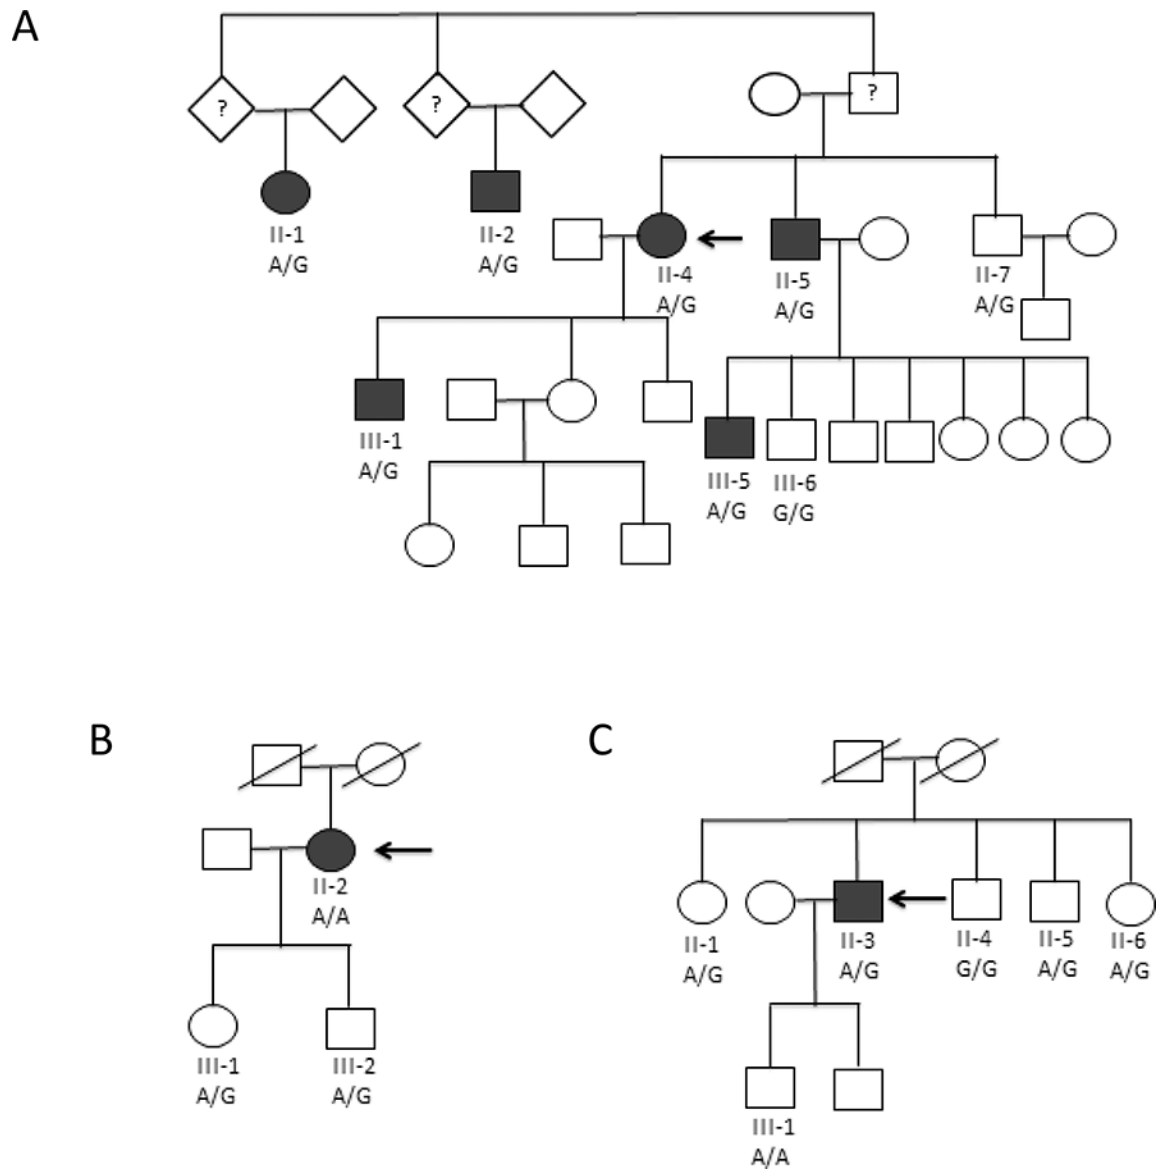 A
? ? ?
II-1
A/G
II-2
A/G
II-4
A/G
II-5
A/G
II-7
A/G
III-1
A/G
III-5
A/G
III-6
G/G
B
II-2
A/A
III-1
A/G
III-2
A/G
C
II-1
A/G
II-3
A/G
II-4
G/G
II-5
A/G
II-6
A/G
III-1
A/A